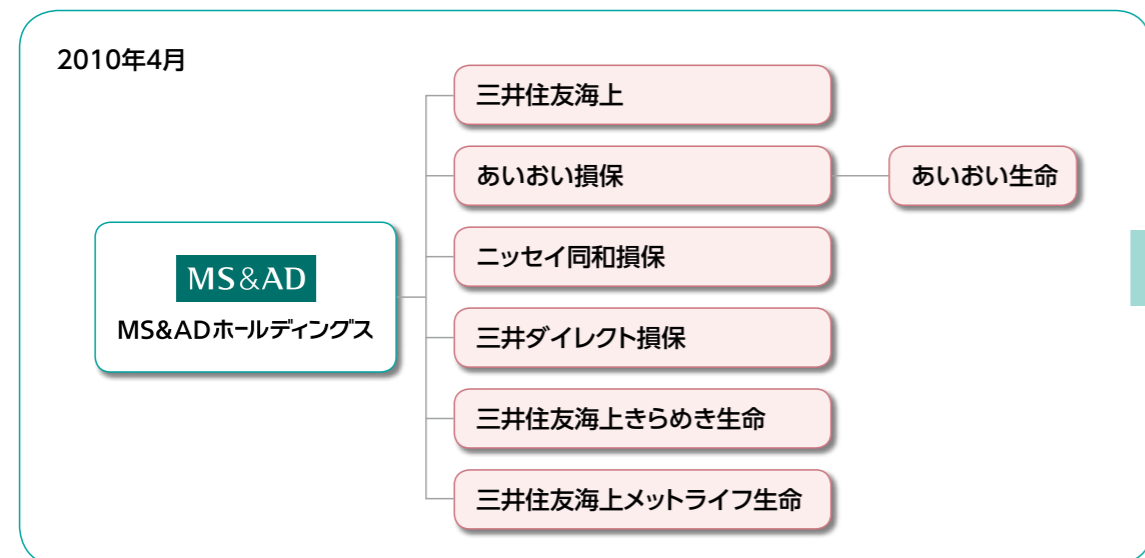 2010年4月
三井住友海上
あいおい損保
あいおい生命
ニッセイ同和損保
MS&AD
MS&ADホールディングス
三井ダイレクト損保
三井住友海上きらめき生命
三井住友海上メットライフ生命